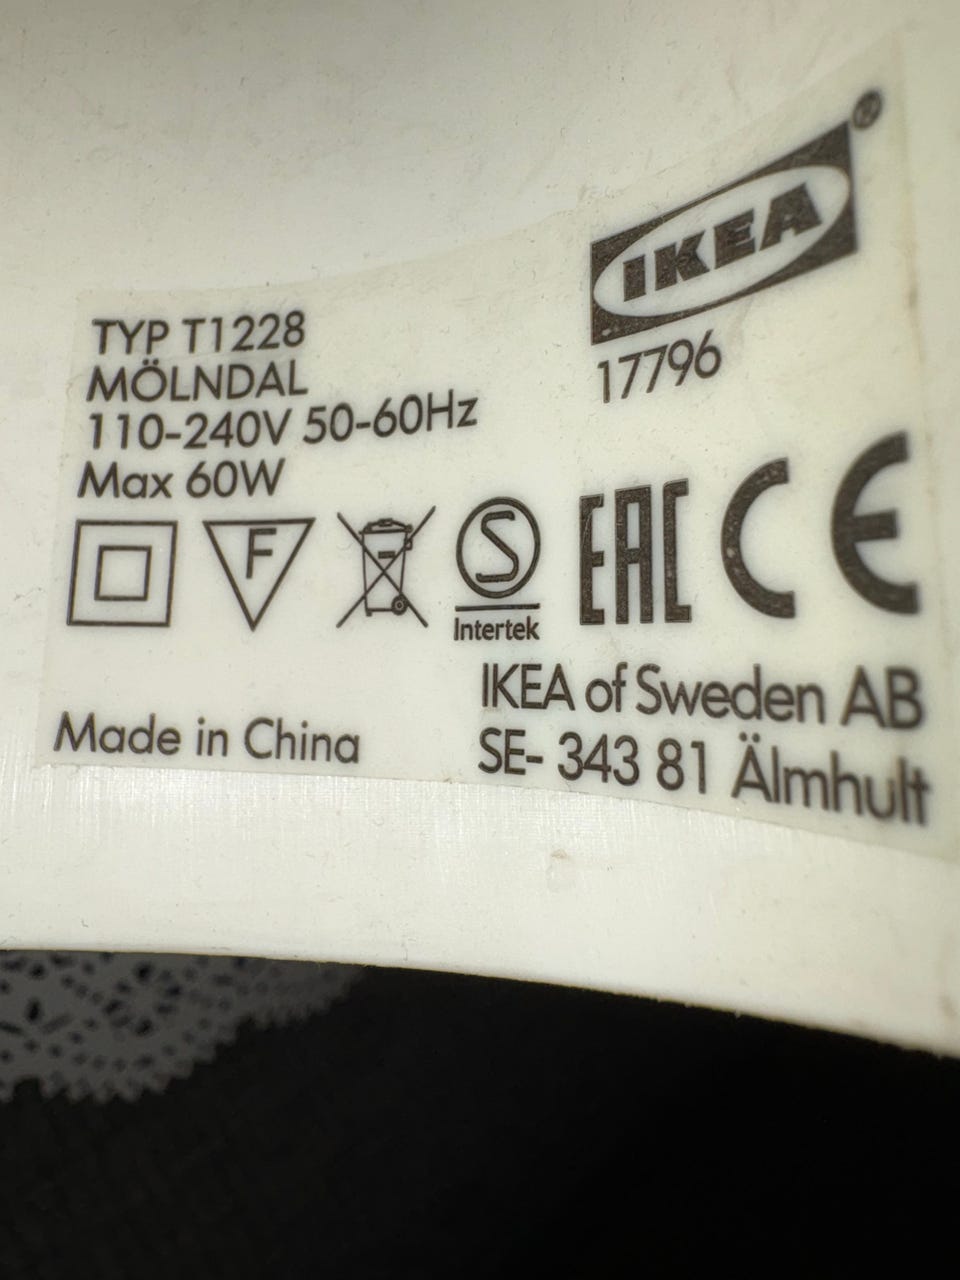 IKEA®
17796
TYP T1228
MÖLNDAL
110-240V 50-60Hz
Max 60W
F
S
Intertek
EAC
CE
IKEA of Sweden AB
SE- 343 81 Älmhult
Made in China